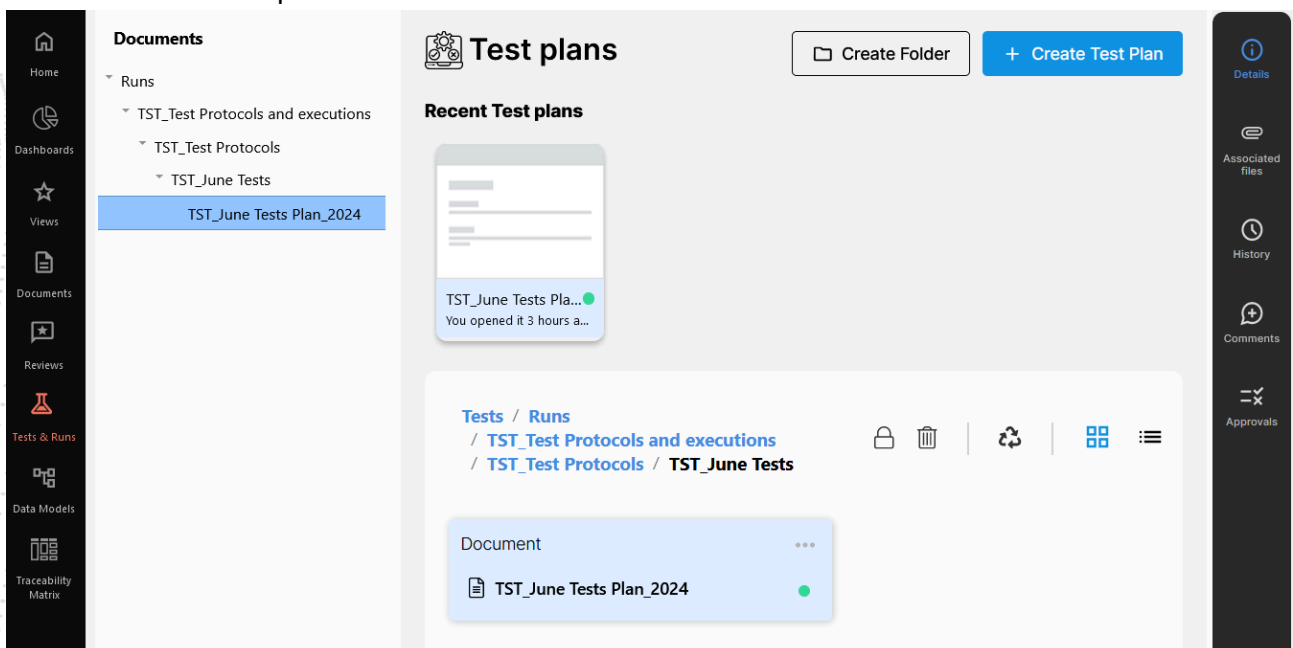 Home
Dashboards
Views
Documents
Reviews
Tests & Runs
Data Models
Traceability
Matrix
Documents
Runs
TST_Test Protocols and executions
TST_Test Protocols
TST_June Tests
TST_June Tests Plan_2024
Test plans
Create Folder
+ Create Test Plan
Recent Test plans
TST_June Tests Pla...
You opened it 3 hours a...
Tests / Runs
/ TST_Test Protocols and executions
/ TST_Test Protocols / TST_June Tests
Document
TST_June Tests Plan_2024
Details
Associated
files
History
Comments
Approvals